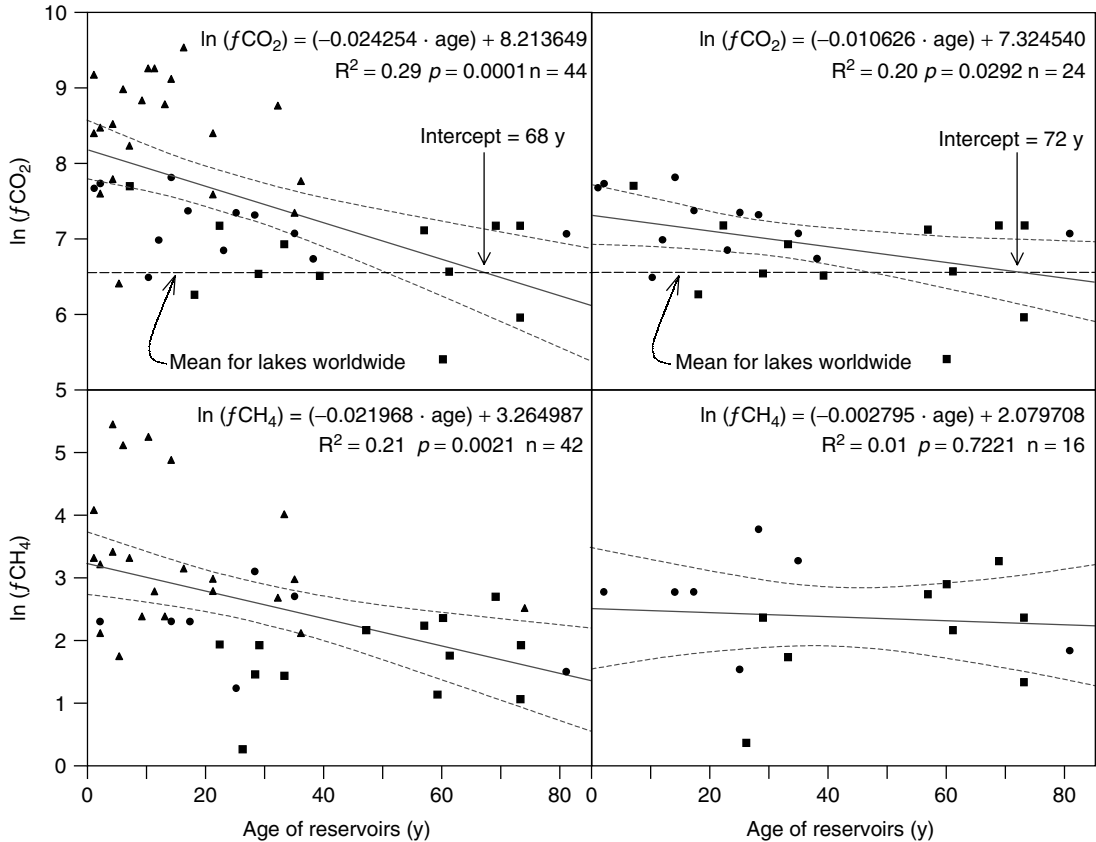 ln (ƒCO₂) = (−0.024254 · age) + 8.213649
R² = 0.29 p = 0.0001 n = 44
Intercept = 68 y
Mean for lakes worldwide
ln (ƒCO₂)
10
9
8
7
6
5
ln (ƒCO₂) = (−0.010626 · age) + 7.324540
R² = 0.20 p = 0.0292 n = 24
Intercept = 72 y
Mean for lakes worldwide
ln (ƒCH₄) = (−0.021968 · age) + 3.264987
R² = 0.21 p = 0.0021 n = 42
ln (ƒCH₄)
5
4
3
2
1
0
0 20 40 60 80
Age of reservoirs (y)
ln (ƒCH₄) = (−0.002795 · age) + 2.079708
R² = 0.01 p = 0.7221 n = 16
0 20 40 60 80
Age of reservoirs (y)